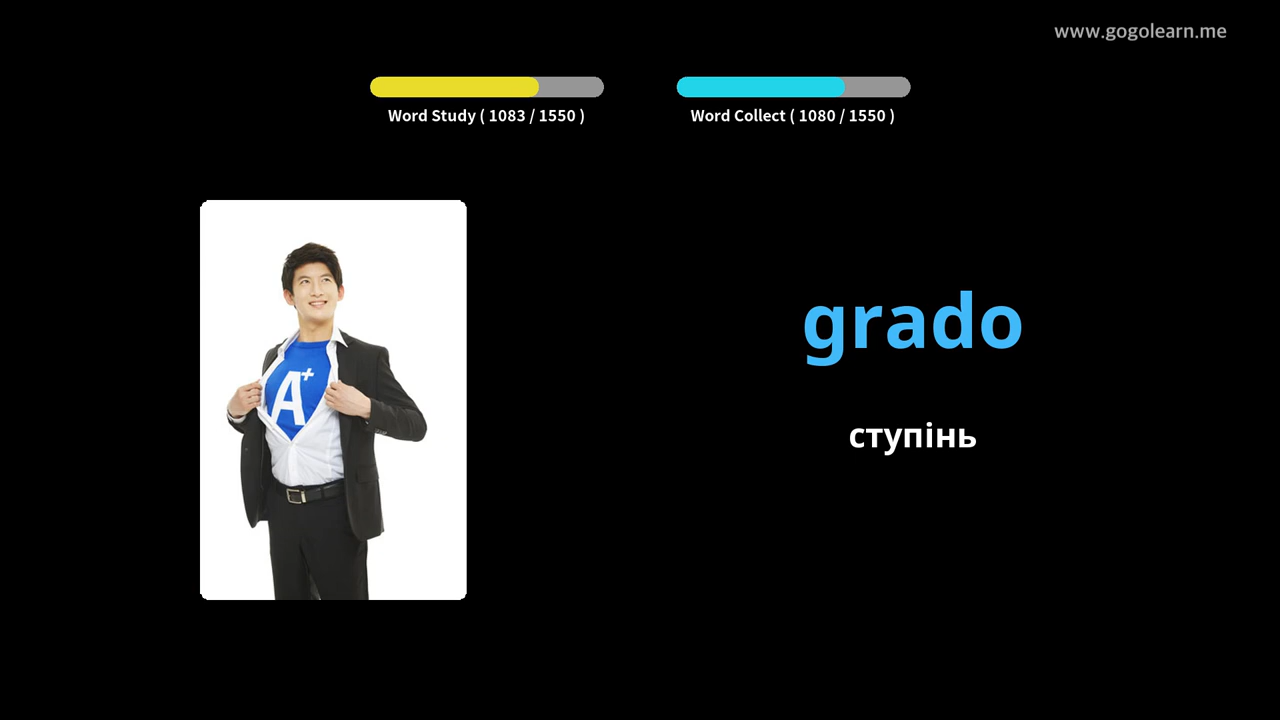 www.gogolearn.me
Word Study ( 1083 / 1550 )
Word Collect ( 1080 / 1550 )
A+
grado
ступінь